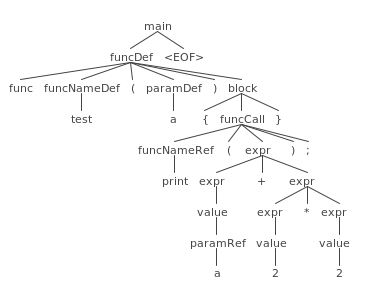 main
funcDef <EOF>
func funcNameDef ( paramDef ) block
test a { funcCall }
funcNameRef ( expr ) ;
print expr + expr
value expr * expr
paramRef value value
a 2 2